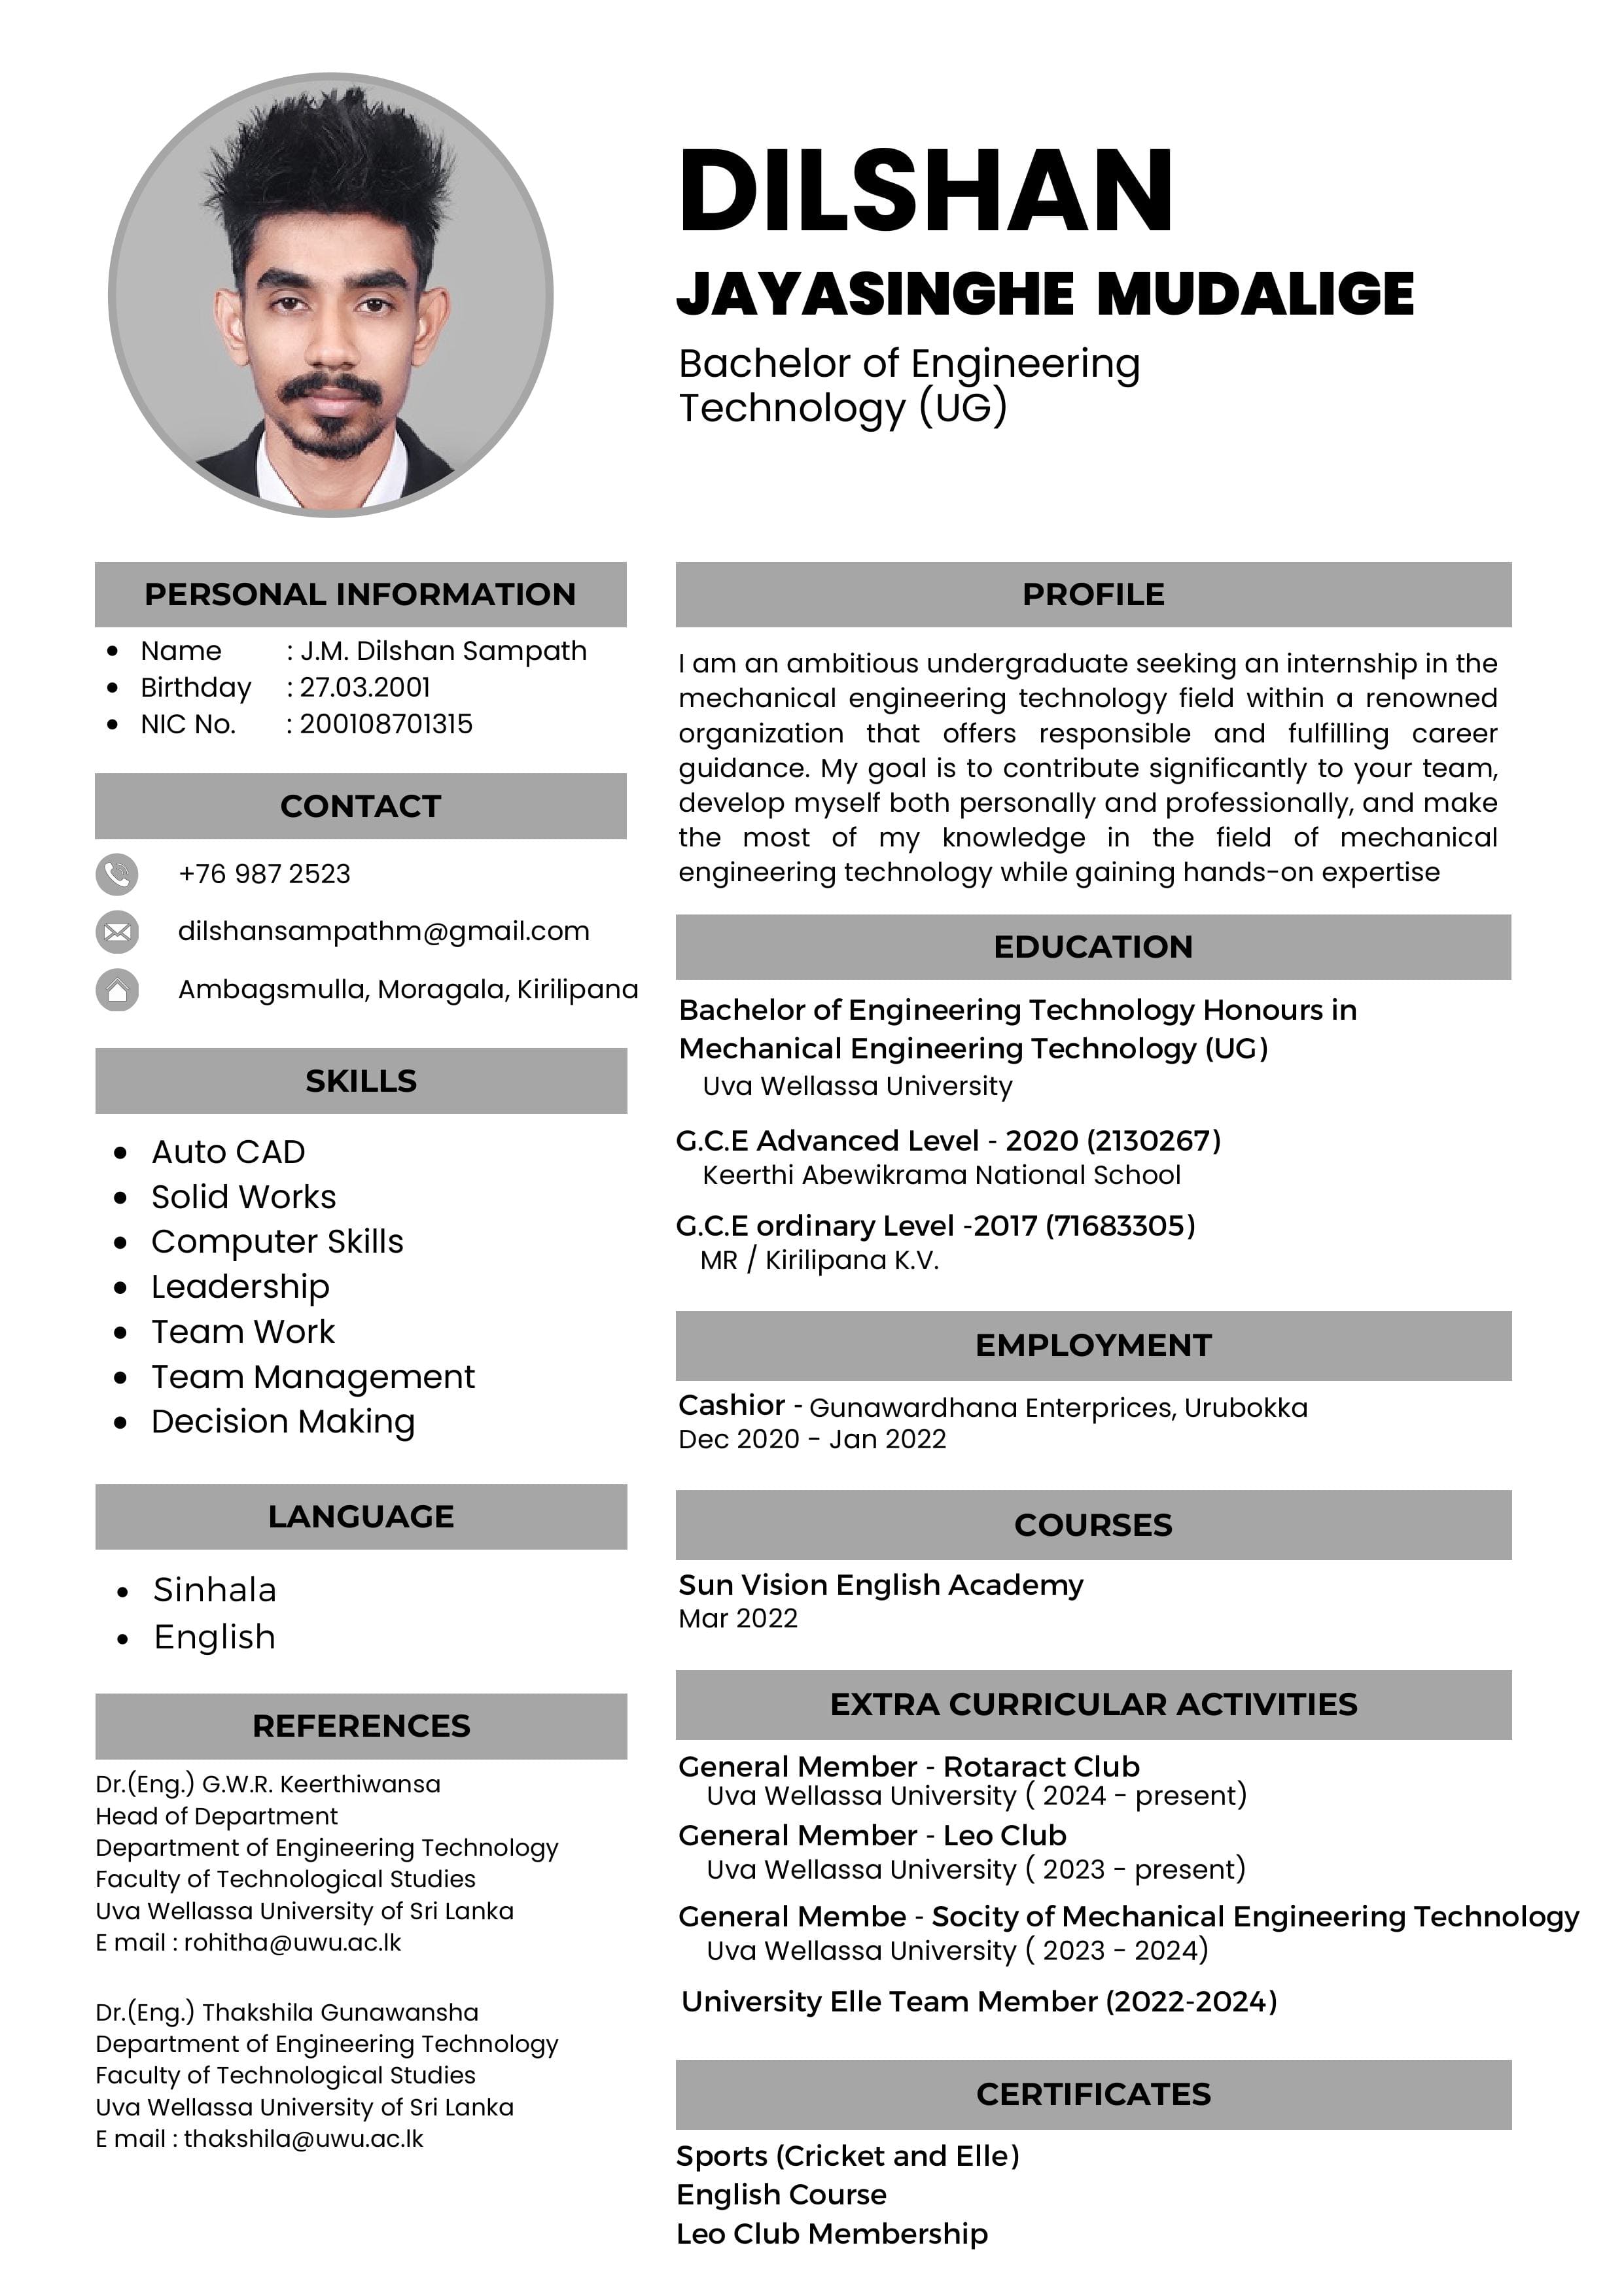 DILSHAN
JAYASINGHE MUDALIGE
Bachelor of Engineering
Technology (UG)
PERSONAL INFORMATION
• Name : J.M. Dilshan Sampath
• Birthday : 27.03.2001
• NIC No. : 200108701315
CONTACT
+76 987 2523
dilshansampathm@gmail.com
Ambagsmulla, Moragala, Kirilipana
SKILLS
• Auto CAD
• Solid Works
• Computer Skills
• Leadership
• Team Work
• Team Management
• Decision Making
LANGUAGE
• Sinhala
• English
REFERENCES
Dr.(Eng.) G.W.R. Keerthiwansa
Head of Department
Department of Engineering Technology
Faculty of Technological Studies
Uva Wellassa University of Sri Lanka
E mail : rohitha@uwu.ac.lk
Dr.(Eng.) Thakshila Gunawansha
Department of Engineering Technology
Faculty of Technological Studies
Uva Wellassa University of Sri Lanka
E mail : thakshila@uwu.ac.lk
PROFILE
I am an ambitious undergraduate seeking an internship in the
mechanical engineering technology field within a renowned
organization that offers responsible and fulfilling career
guidance. My goal is to contribute significantly to your team,
develop myself both personally and professionally, and make
the most of my knowledge in the field of mechanical
engineering technology while gaining hands-on expertise
EDUCATION
Bachelor of Engineering Technology Honours in
Mechanical Engineering Technology (UG)
Uva Wellassa University
G.C.E Advanced Level - 2020 (2130267)
Keerthi Abewikrama National School
G.C.E ordinary Level -2017 (71683305)
MR / Kirilipana K.V.
EMPLOYMENT
Cashior - Gunawardhana Enterprices, Urubokka
Dec 2020 - Jan 2022
COURSES
Sun Vision English Academy
Mar 2022
EXTRA CURRICULAR ACTIVITIES
General Member - Rotaract Club
Uva Wellassa University ( 2024 - present)
General Member - Leo Club
Uva Wellassa University ( 2023 - present)
General Membe - Socity of Mechanical Engineering Technology
Uva Wellassa University ( 2023 - 2024)
University Elle Team Member (2022-2024)
CERTIFICATES
Sports (Cricket and Elle)
English Course
Leo Club Membership